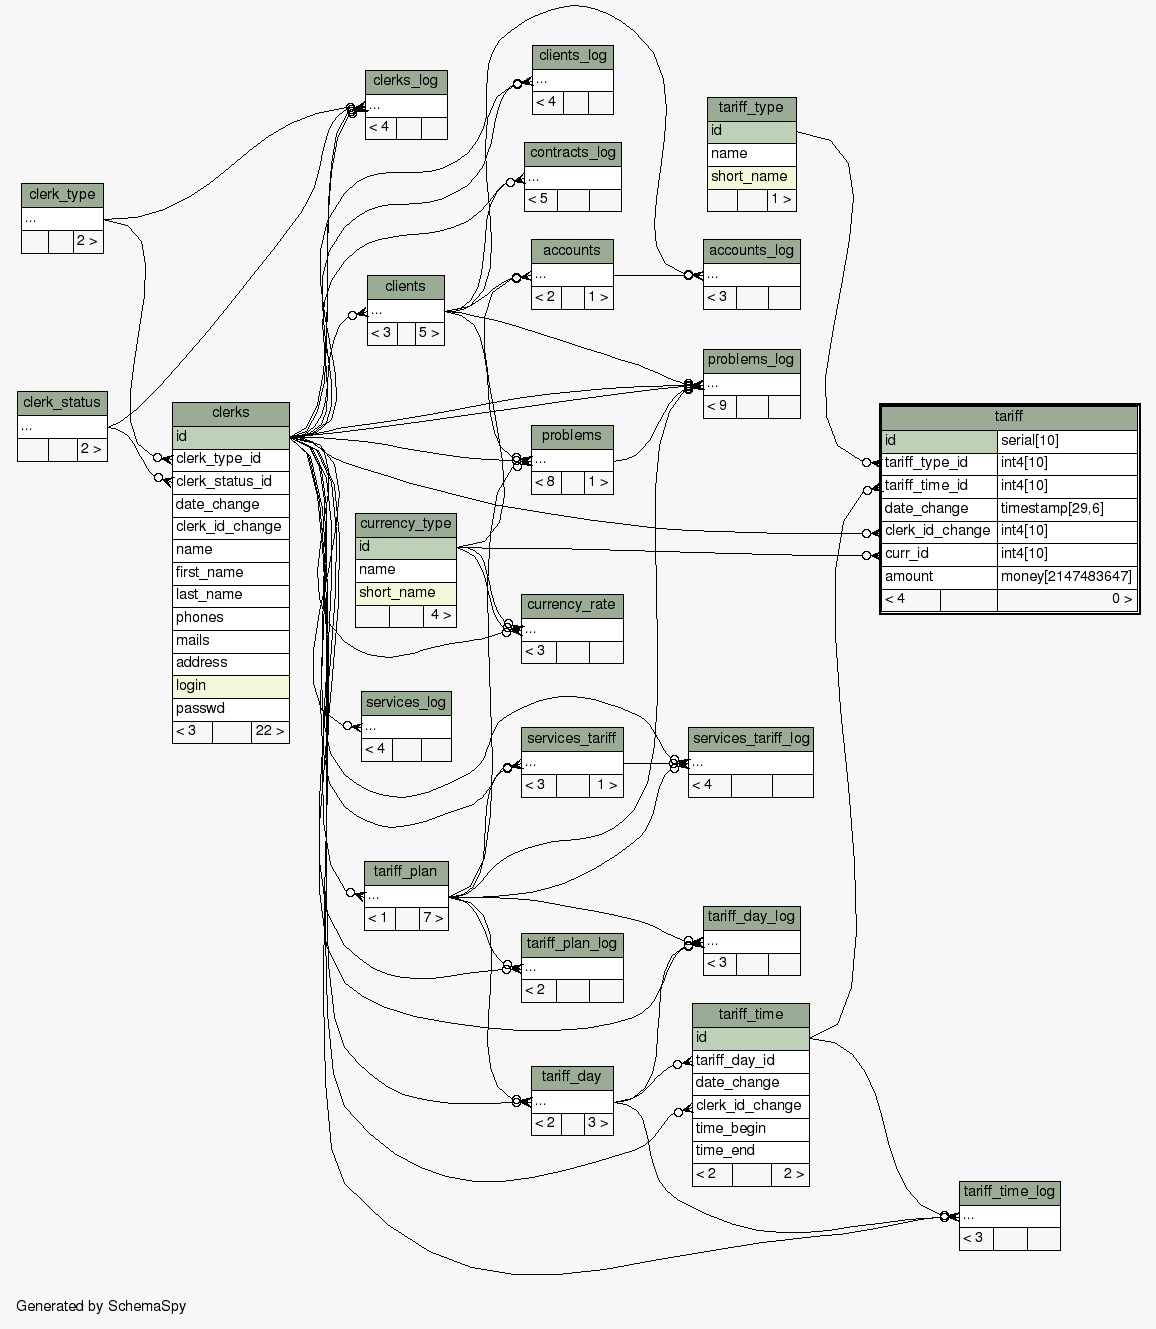 clients_log
...
< 4
clerks_log
...
< 4
tariff_type
id
name
short_name
1 >
contracts_log
...
< 5
clerk_type
...
2 >
accounts
...
< 2 1 >
accounts_log
...
< 3
clients
...
< 3 5 >
problems_log
...
< 9
clerk_status
...
2 >
clerks
id
clerk_type_id
clerk_status_id
date_change
clerk_id_change
name
first_name
last_name
phones
mails
address
login
passwd
< 3 22 >
problems
...
< 8 1 >
tariff
id serial[10]
tariff_type_id int4[10]
tariff_time_id int4[10]
date_change timestamp[29,6]
clerk_id_change int4[10]
curr_id int4[10]
amount money[2147483647]
< 4 0 >
currency_type
id
name
short_name
4 >
currency_rate
...
< 3
services_log
...
< 4
services_tariff
...
< 3 1 >
services_tariff_log
...
< 4
tariff_plan
...
< 1 7 >
tariff_day_log
...
< 3
tariff_plan_log
...
< 2
tariff_time
id
tariff_day_id
date_change
clerk_id_change
time_begin
time_end
< 2 2 >
tariff_day
...
< 2 3 >
tariff_time_log
...
< 3
Generated by SchemaSpy